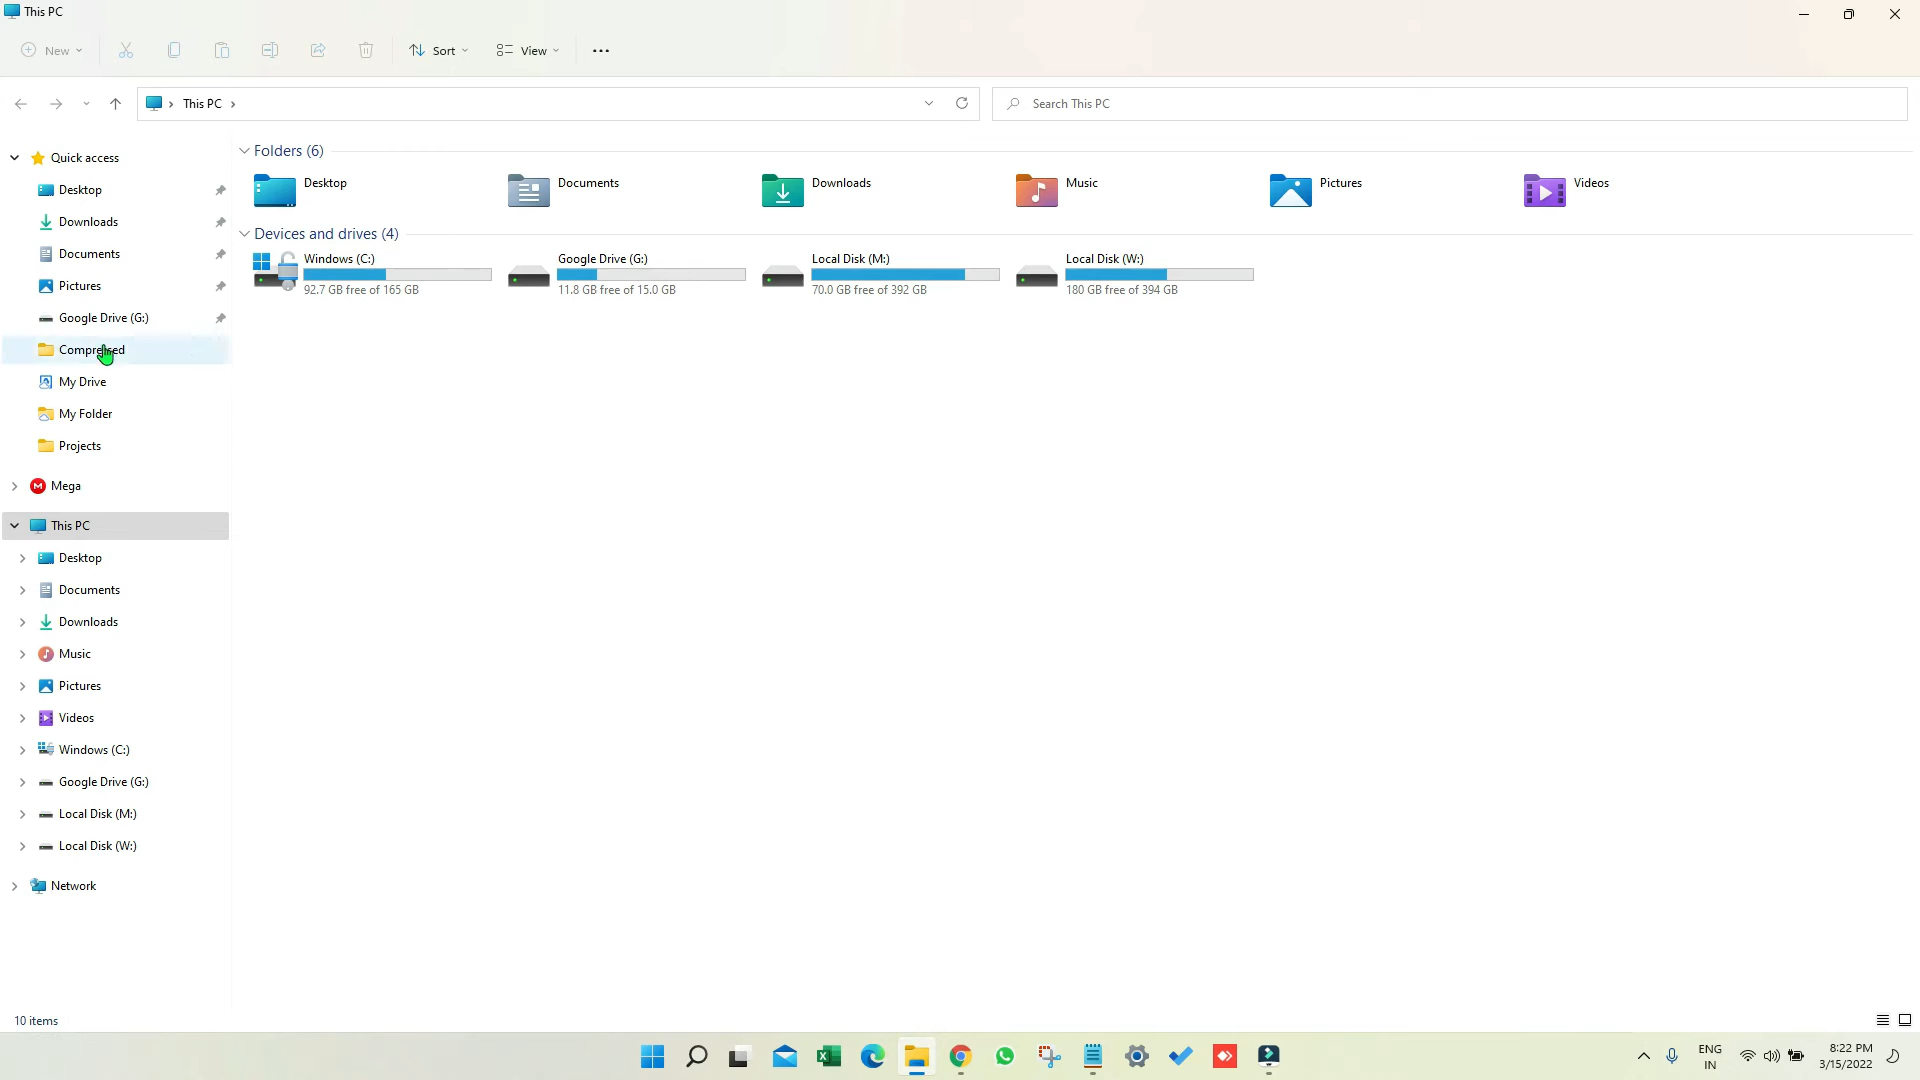 This PC
New
Sort
View
This PC
Search This PC
Quick access
Desktop
Downloads
Documents
Pictures
Google Drive (G:)
Compressed
My Drive
My Folder
Projects
Mega
This PC
Desktop
Documents
Downloads
Music
Pictures
Videos
Windows (C:)
Google Drive (G:)
Local Disk (M:)
Local Disk (W:)
Network
Folders (6)
Desktop
Documents
Downloads
Music
Pictures
Videos
Devices and drives (4)
Windows (C:)
92.7 GB free of 165 GB
Google Drive (G:)
11.8 GB free of 15.0 GB
Local Disk (M:)
70.0 GB free of 392 GB
Local Disk (W:)
180 GB free of 394 GB
10 items
ENG
IN
8:22 PM
3/15/2022